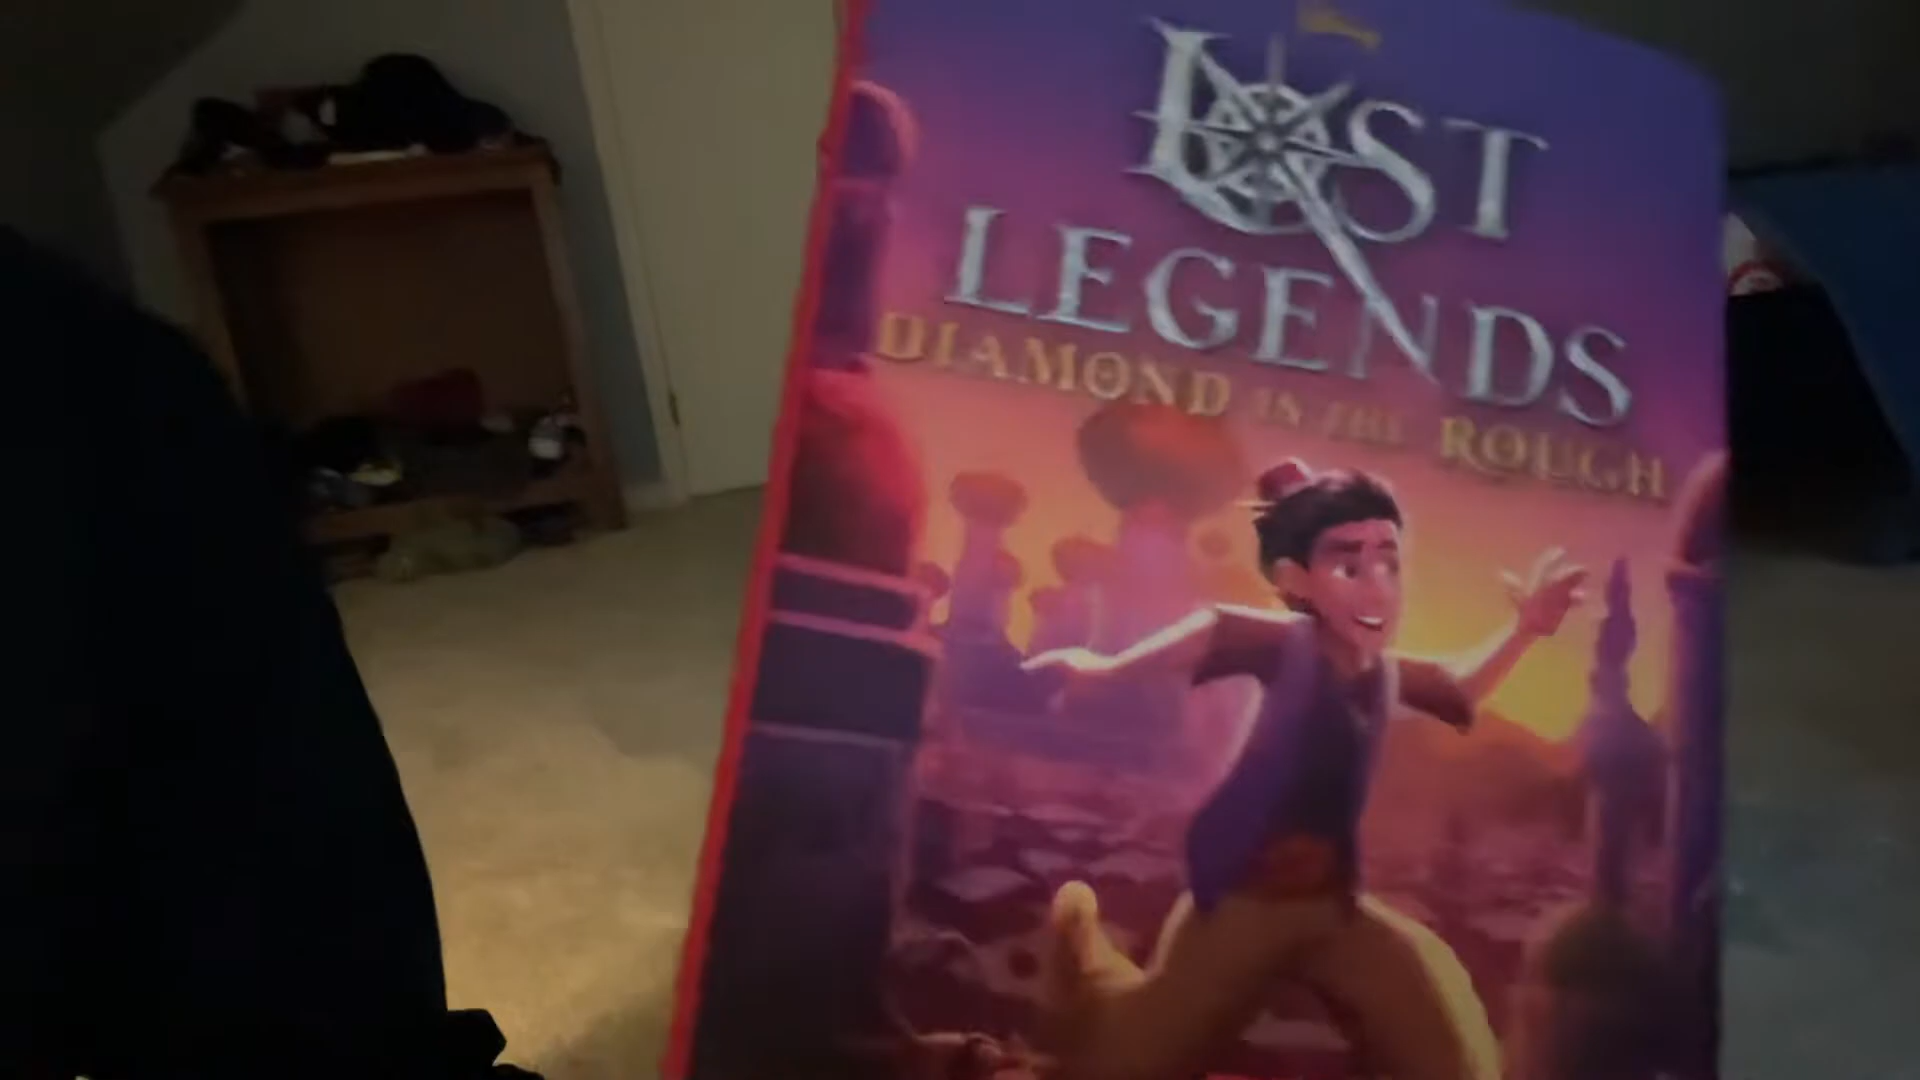 LOST
LEGENDS
DIAMOND IN THE ROUGH